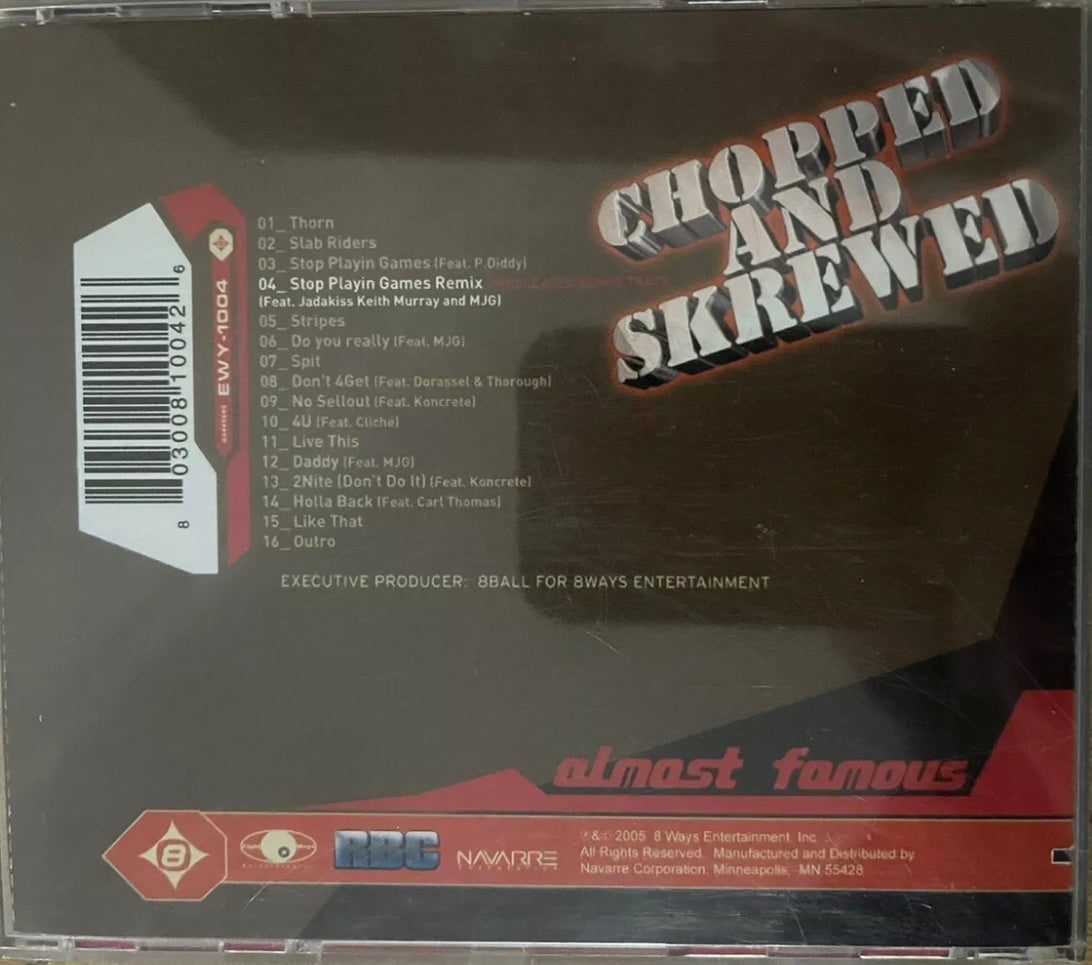 CHOPPED
AND
SKREWED
01_ Thorn
02_ Slab Riders
03_ Stop Playin Games (Feat. P.Diddy)
04_ Stop Playin Games Remix UNRELEASED BONUS TRACK
(Feat. Jadakiss Keith Murray and MJG)
05_ Stripes
06_ Do you really (Feat. MJG)
07_ Spit
08_ Don't 4Get (Feat. Dorassel & Thorough)
09_ No Sellout (Feat. Koncrete)
10_ 4U (Feat. Cliché)
11_ Live This
12_ Daddy (Feat. MJG)
13_ 2Nite (Don't Do It) (Feat. Koncrete)
14_ Holla Back (Feat. Carl Thomas)
15_ Like That
16_ Outro
EWY-1004
8 03008 10042 6
EXECUTIVE PRODUCER: 8BALL FOR 8WAYS ENTERTAINMENT
almost famous
8
RBC
NAVARRE
CORPORATION
℗&© 2005 8 Ways Entertainment, Inc
All Rights Reserved. Manufactured and Distributed by
Navarre Corporation, Minneapolis, MN 55428